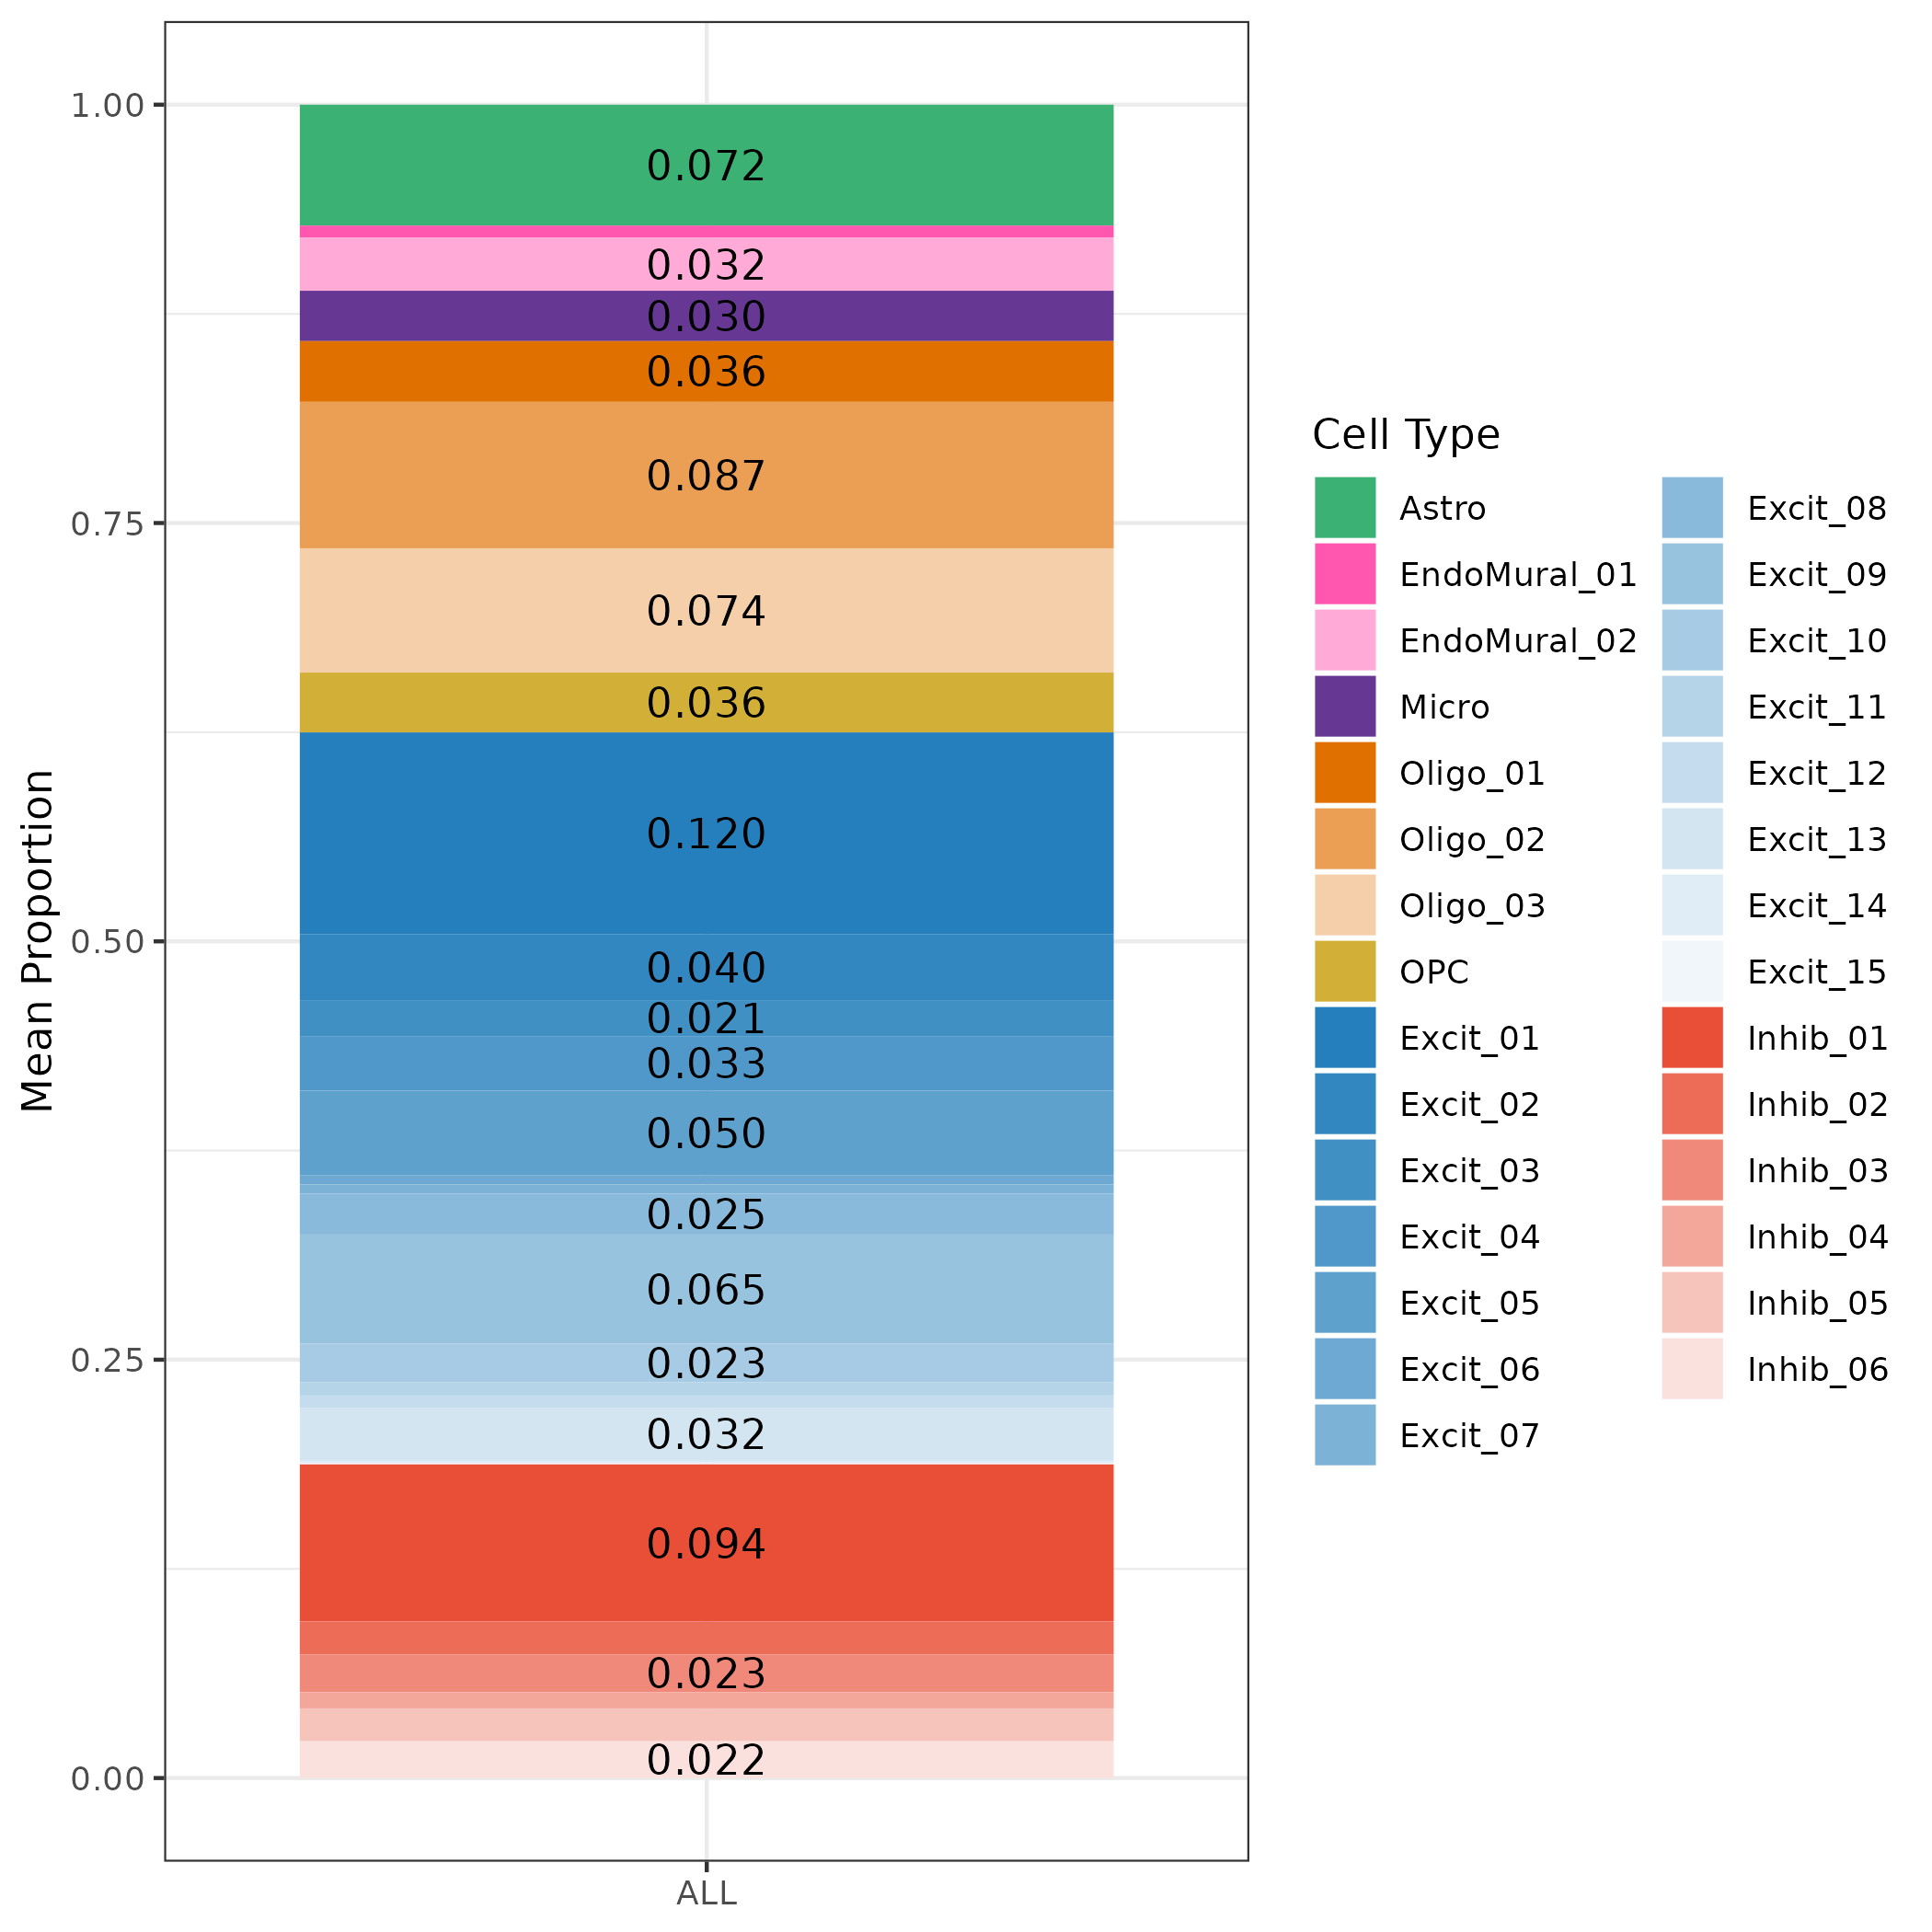 Mean Proportion
1.00
0.75
0.50
0.25
0.00
0.072
0.032
0.030
0.036
0.087
0.074
0.036
0.120
0.040
0.021
0.033
0.050
0.025
0.065
0.023
0.032
0.094
0.023
0.022
ALL
Cell Type
Astro
EndoMural_01
EndoMural_02
Micro
Oligo_01
Oligo_02
Oligo_03
OPC
Excit_01
Excit_02
Excit_03
Excit_04
Excit_05
Excit_06
Excit_07
Excit_08
Excit_09
Excit_10
Excit_11
Excit_12
Excit_13
Excit_14
Excit_15
Inhib_01
Inhib_02
Inhib_03
Inhib_04
Inhib_05
Inhib_06